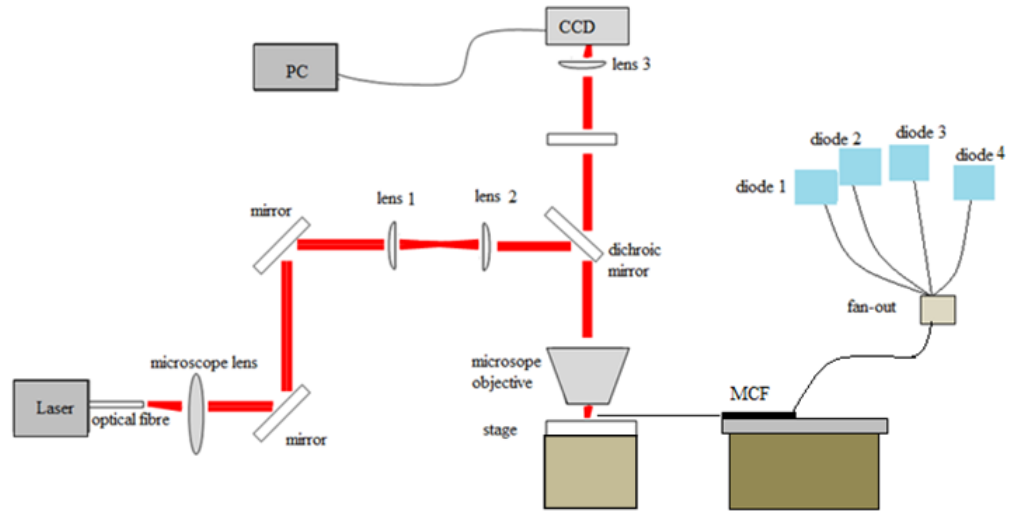 CCD
lens 3
PC
diode 1
diode 2
diode 3
diode 4
mirror
lens 1
lens 2
dichroic
mirror
fan-out
microscope lens
microsope
objective
MCF
Laser
optical fibre
mirror
stage